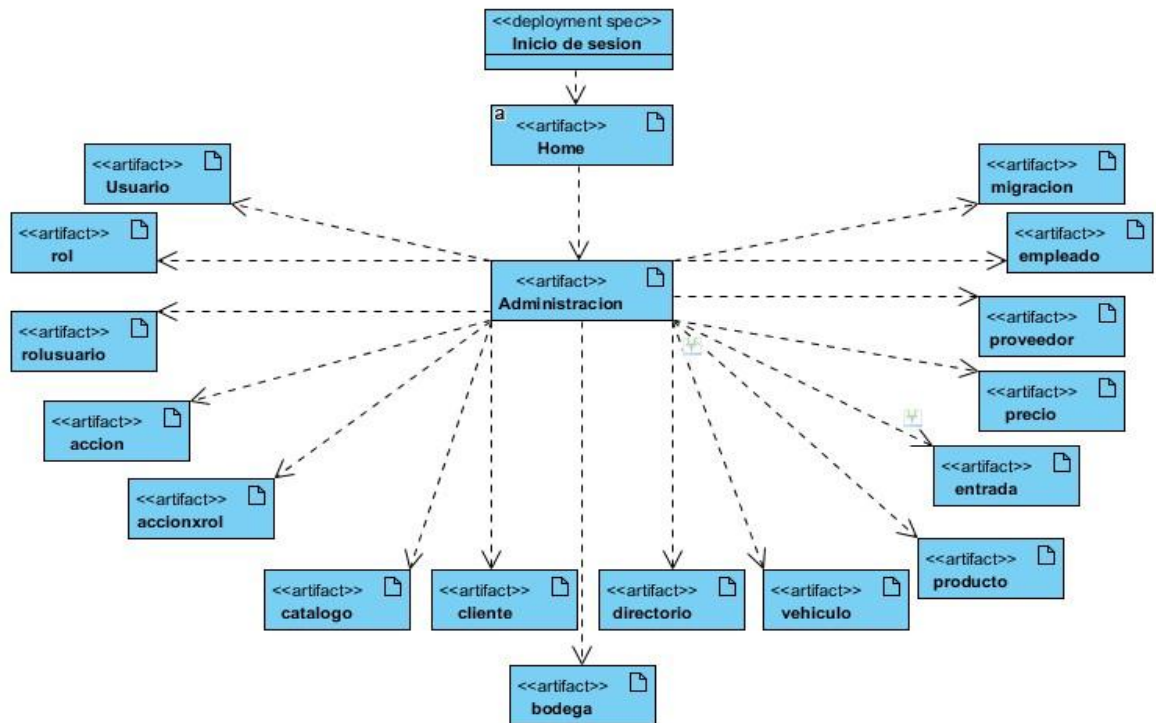 <<deployment spec>>
Inicio de sesion
a
<<artifact>>
Home
<<artifact>>
Usuario
<<artifact>>
migracion
<<artifact>>
rol
<<artifact>>
empleado
<<artifact>>
Administracion
<<artifact>>
rolusuario
<<artifact>>
proveedor
<<artifact>>
precio
<<artifact>>
accion
<<artifact>>
entrada
<<artifact>>
accionxrol
<<artifact>>
producto
<<artifact>>
catalogo
<<artifact>>
cliente
<<artifact>>
directorio
<<artifact>>
vehiculo
<<artifact>>
bodega